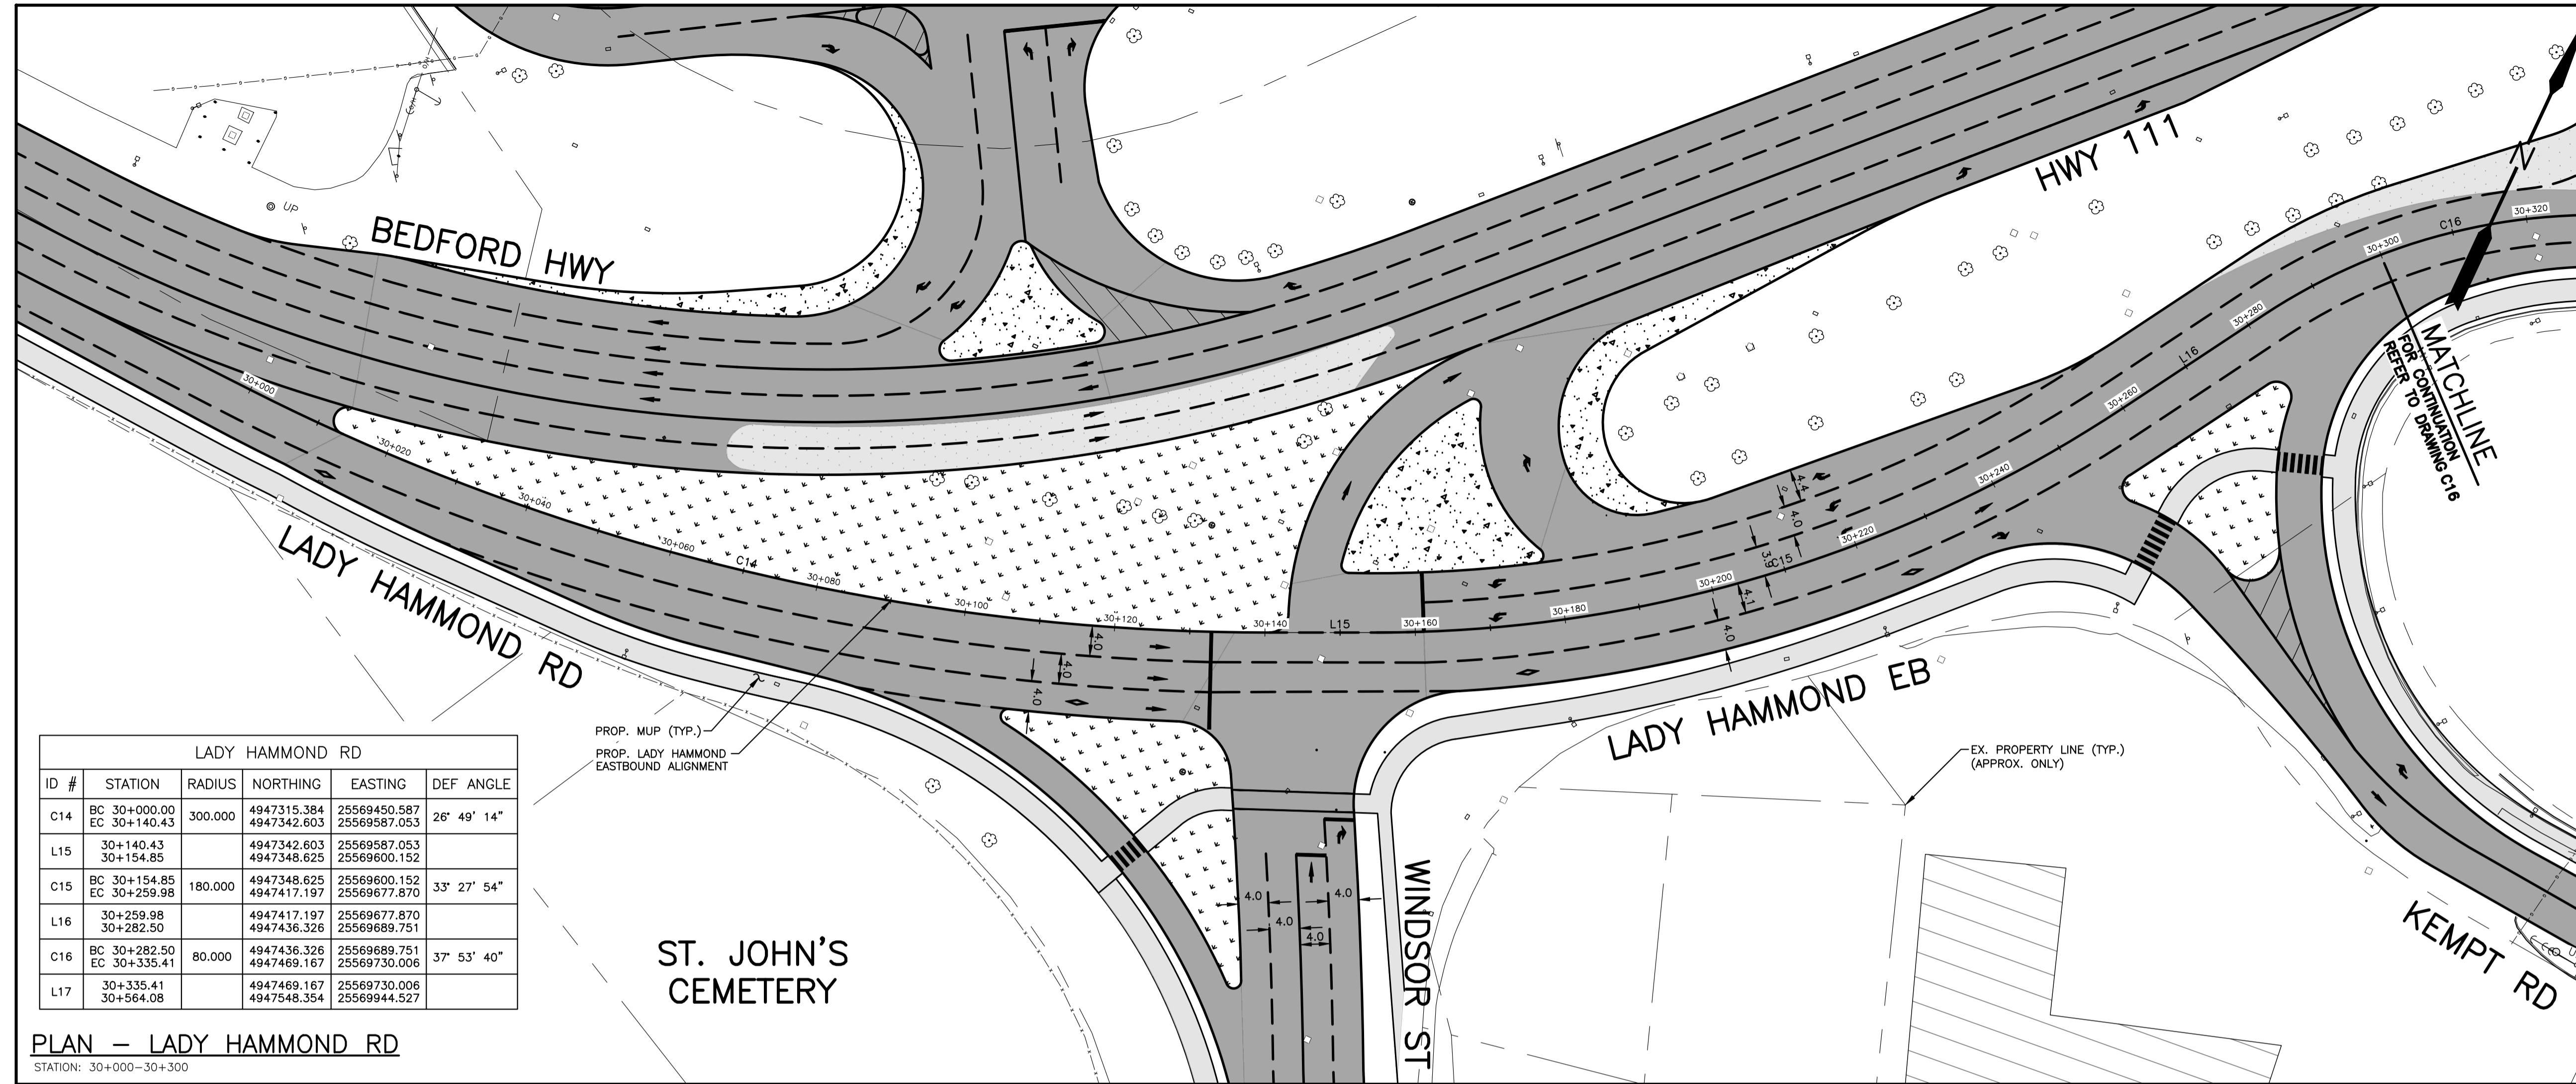 BEDFORD HWY
HWY 111
UP
N
30+320
C16
30+300
MATCHLINE
FOR CONTINUATION
REFER TO DRAWING C16
30+280
L16
30+260
30+240
30+220
C15
30+200
30+180
30+160
L15
30+140
30+120
30+100
30+080
C14
30+060
30+040
30+020
30+000
4.4
4.0
3.9
4.1
4.0
4.0
4.0
4.0
LADY HAMMOND RD
LADY HAMMOND EB
PROP. MUP (TYP.)
PROP. LADY HAMMOND
EASTBOUND ALIGNMENT
EX. PROPERTY LINE (TYP.)
(APPROX. ONLY)
WINDSOR ST
4.0
4.0
4.0
4.0
KEMPT RD
ST. JOHN'S
CEMETERY
LADY HAMMOND RD
ID # STATION RADIUS NORTHING EASTING DEF ANGLE
C14 BC 30+000.00 EC 30+140.43 300.000 4947315.384 4947342.603 25569450.587 25569587.053 26° 49' 14"
L15 30+140.43 30+154.85 4947342.603 4947348.625 25569587.053 25569600.152
C15 BC 30+154.85 EC 30+259.98 180.000 4947348.625 4947417.197 25569600.152 25569677.870 33° 27' 54"
L16 30+259.98 30+282.50 4947417.197 4947436.326 25569677.870 25569689.751
C16 BC 30+282.50 EC 30+335.41 80.000 4947436.326 4947469.167 25569689.751 25569730.006 37° 53' 40"
L17 30+335.41 30+564.08 4947469.167 4947548.354 25569730.006 25569944.527
PLAN – LADY HAMMOND RD
STATION: 30+000–30+300